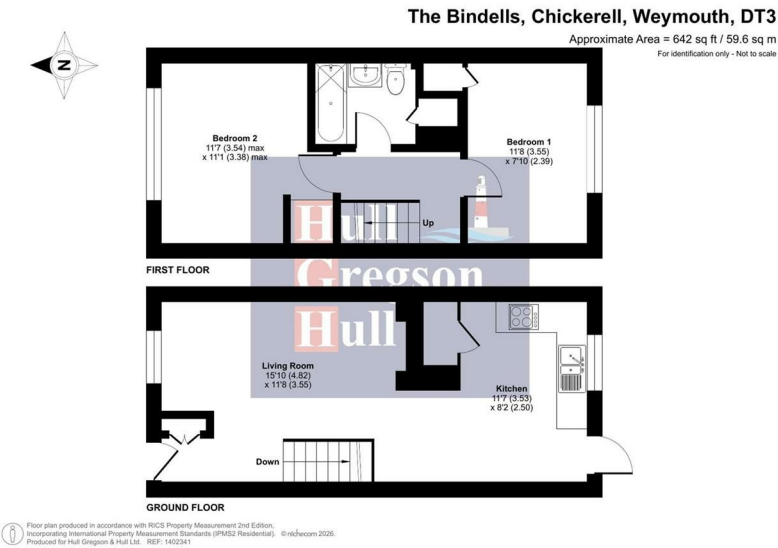 The Bindells, Chickerell, Weymouth, DT3
Approximate Area = 642 sq ft / 59.6 sq m
For identification only - Not to scale
N
Bedroom 2
11'7 (3.54) max
x 11'1 (3.38) max
Bedroom 1
11'8 (3.55)
x 7'10 (2.39)
Up
FIRST FLOOR
Hull
Gregson
Hull
Living Room
15'10 (4.82)
x 11'8 (3.55)
Kitchen
11'7 (3.53)
x 8'2 (2.50)
Down
GROUND FLOOR
Floor plan produced in accordance with RICS Property Measurement 2nd Edition,
Incorporating International Property Measurement Standards (IPMS2 Residential). © nichecom 2026.
Produced for Hull Gregson & Hull Ltd. REF: 1402341